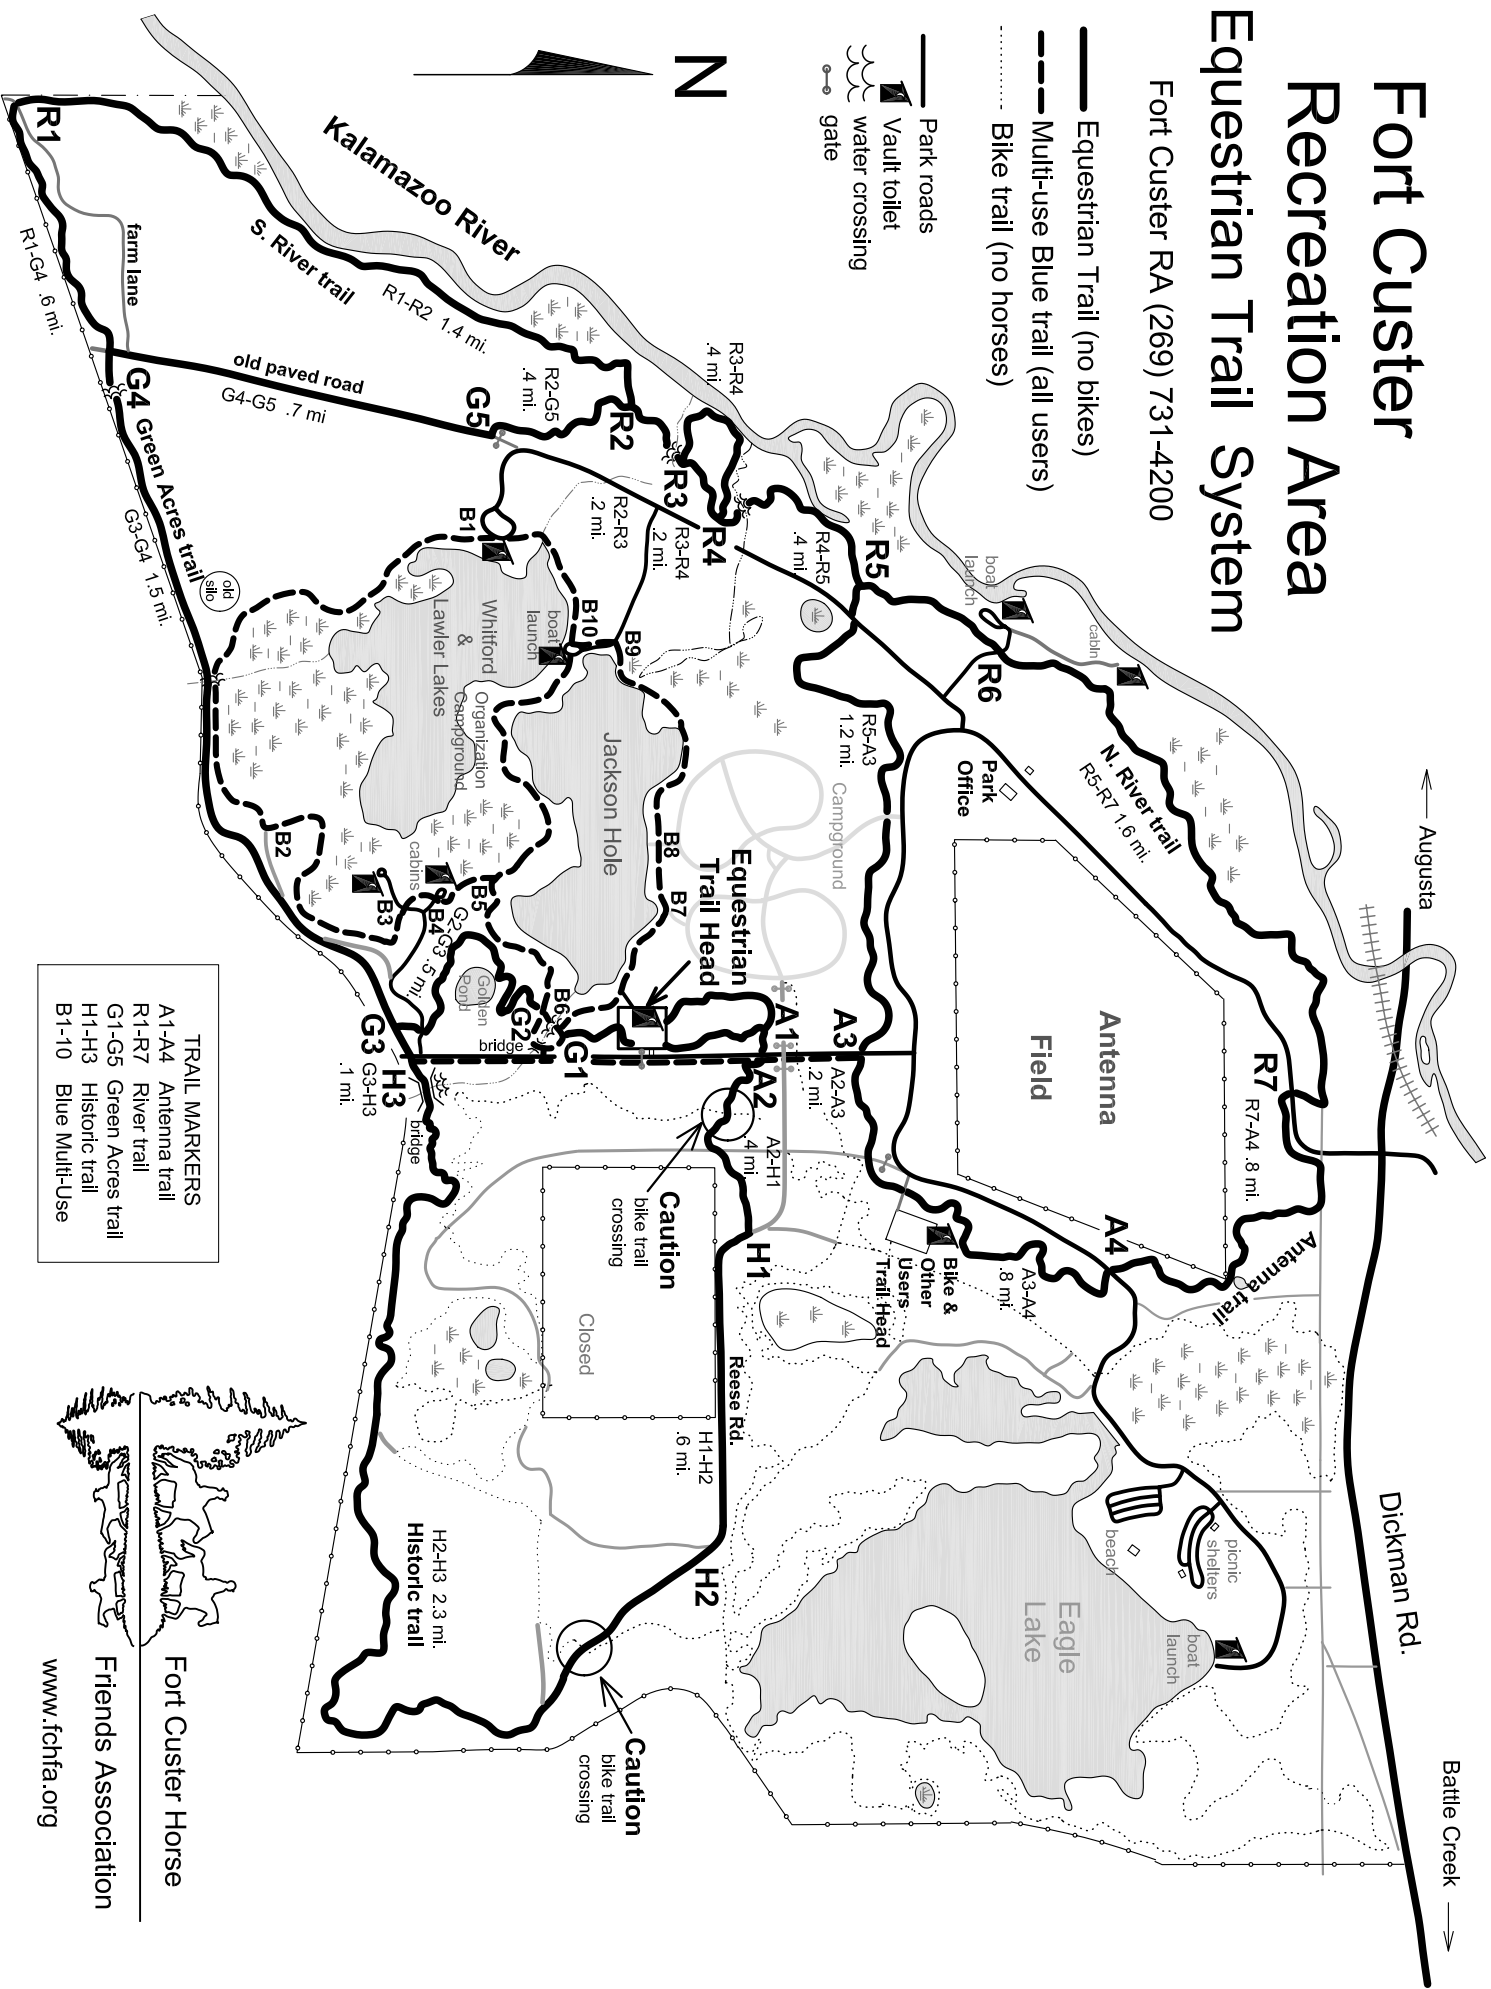 Fort Custer
Recreation Area
Equestrian Trail System
Fort Custer RA (269) 731-4200
Equestrian Trail (no bikes)
Multi-use Blue trail (all users)
Bike trail (no horses)
Park roads
Vault toilet
water crossing
gate
N
Augusta
Battle Creek
Dickman Rd.
Kalamazoo River
R1
R1-G4 .6 mi.
farm lane
S. River trail
R1-R2 1.4 mi.
old paved road
G4-G5 .7 mi
G4
Green Acres trail
G3-G4 1.5 mi.
old
silo
G5
R2-G5
.4 mi.
R2
R2-R3
.2 mi.
R3
R3-R4
.4 mi.
R3-R4
.2 mi.
R4
R4-R5
.4 mi.
R5
boat
launch
cabin
R6
N. River trail
R5-R7 1.6 mi.
R5-A3
1.2 mi.
Park
Office
Campground
Antenna
Field
R7
R7-A4 .8 mi.
Antenna trail
A4
A3-A4
.8 mi.
Bike &
Other
Users
Trail Head
A3
A2-A3
.2 mi.
A1
A2
A2-H1
.4 mi.
Equestrian
Trail Head
B1
Whitford
&
Lawler Lakes
boat
launch
B10
B9
Organization
Campground
Jackson Hole
B8
B7
B2
cabins
B3
B4
B5
B6
G2-G3 .5 mi.
Golden
Pond
G2
G1
bridge
G3
G3-H3
.1 mi.
H3
bridge
Caution
bike trail
crossing
H1
Closed
Reese Rd.
H1-H2
.6 mi.
H2
H2-H3 2.3 mi.
Historic trail
Caution
bike trail
crossing
Eagle
Lake
beach
picnic
shelters
boat
launch
TRAIL MARKERS
A1-A4 Antenna trail
R1-R7 River trail
G1-G5 Green Acres trail
H1-H3 Historic trail
B1-10 Blue Multi-Use
Fort Custer Horse
Friends Association
www.fchfa.org